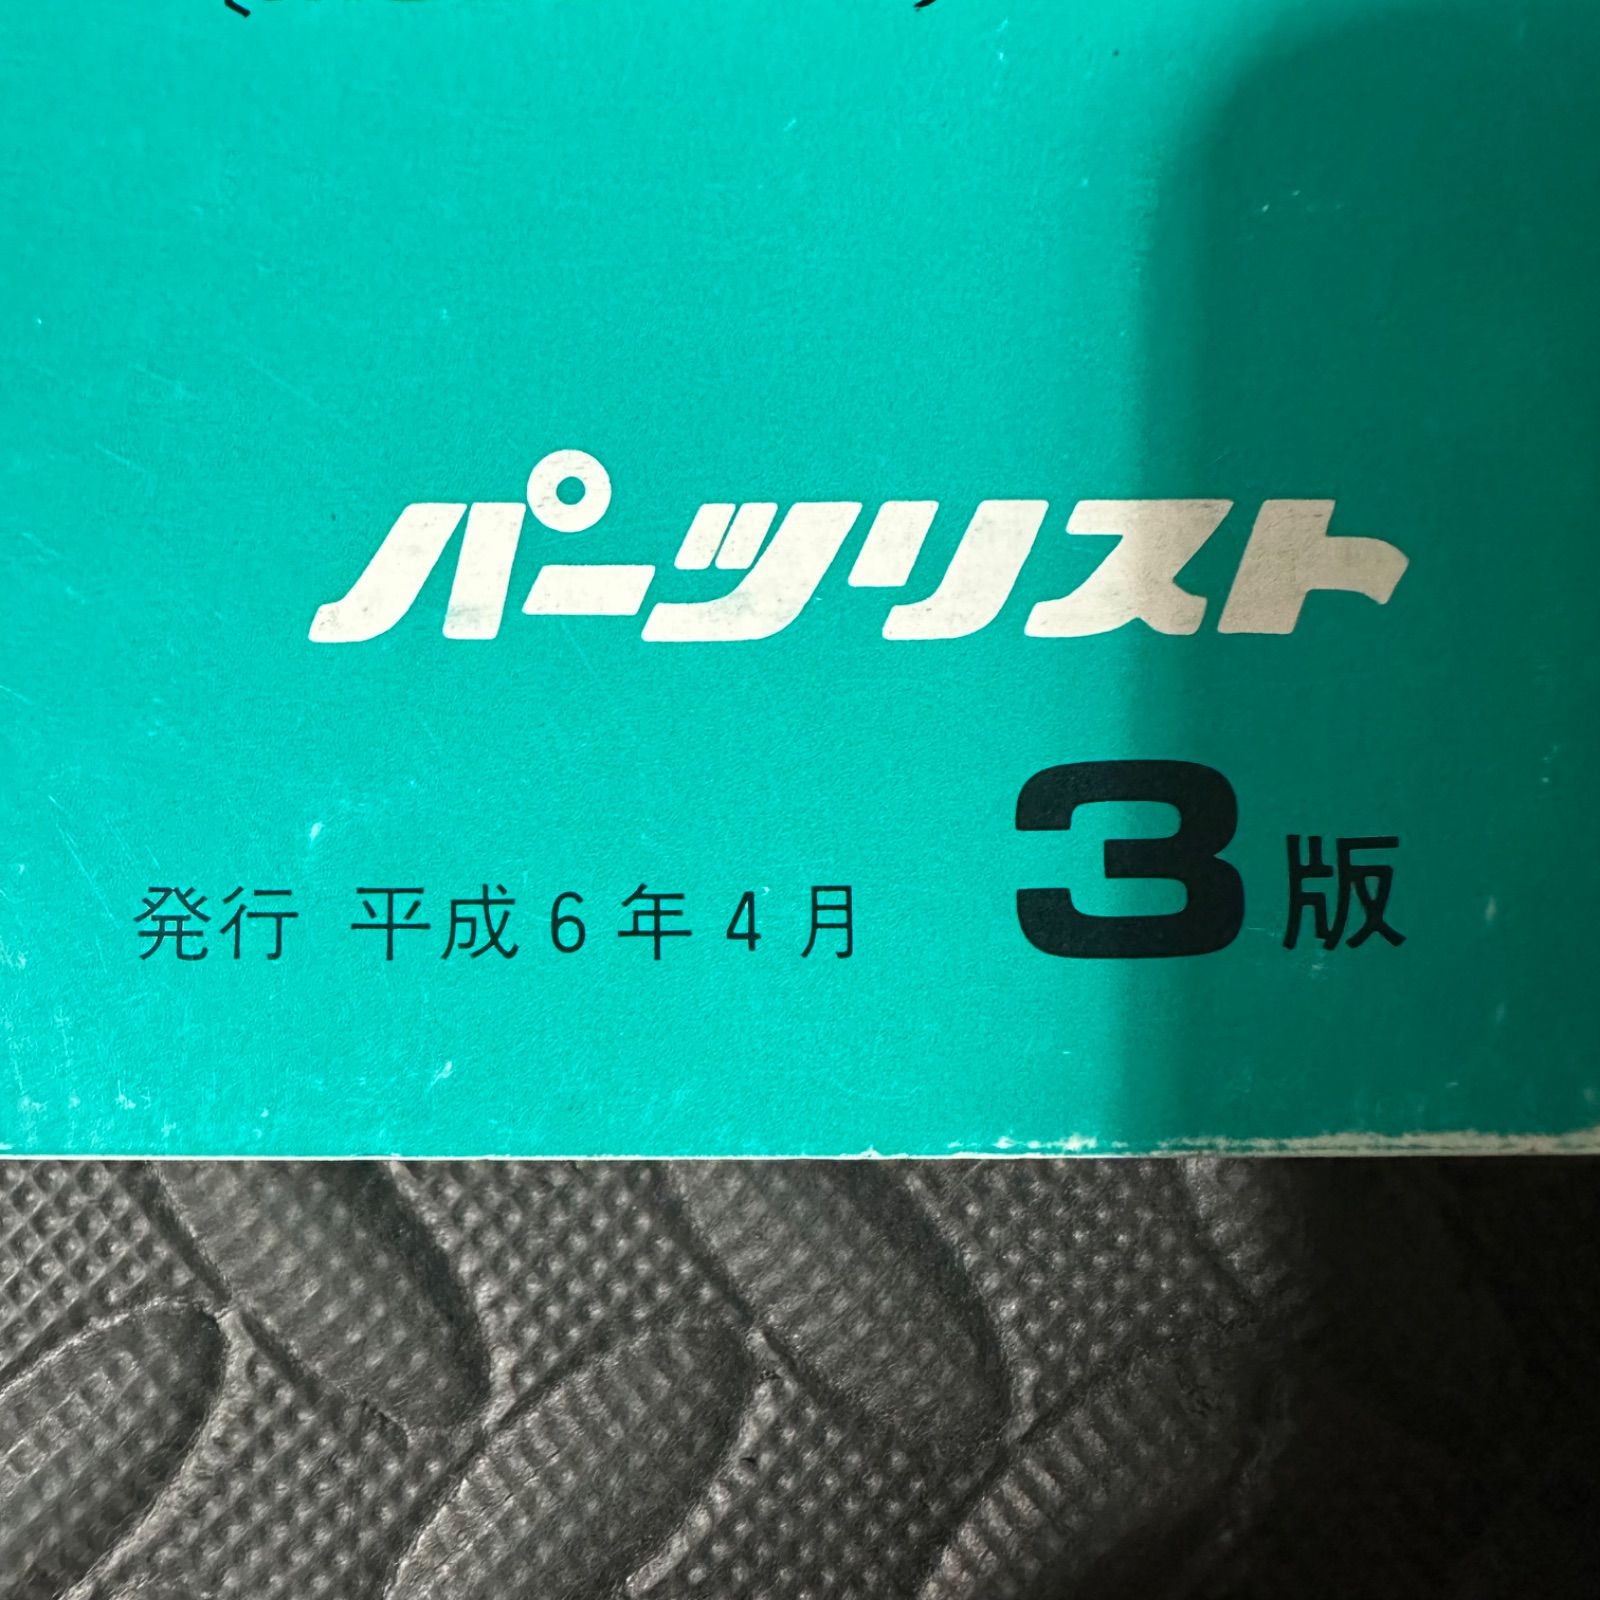 パーツリスト
発行 平成6年4月 3版